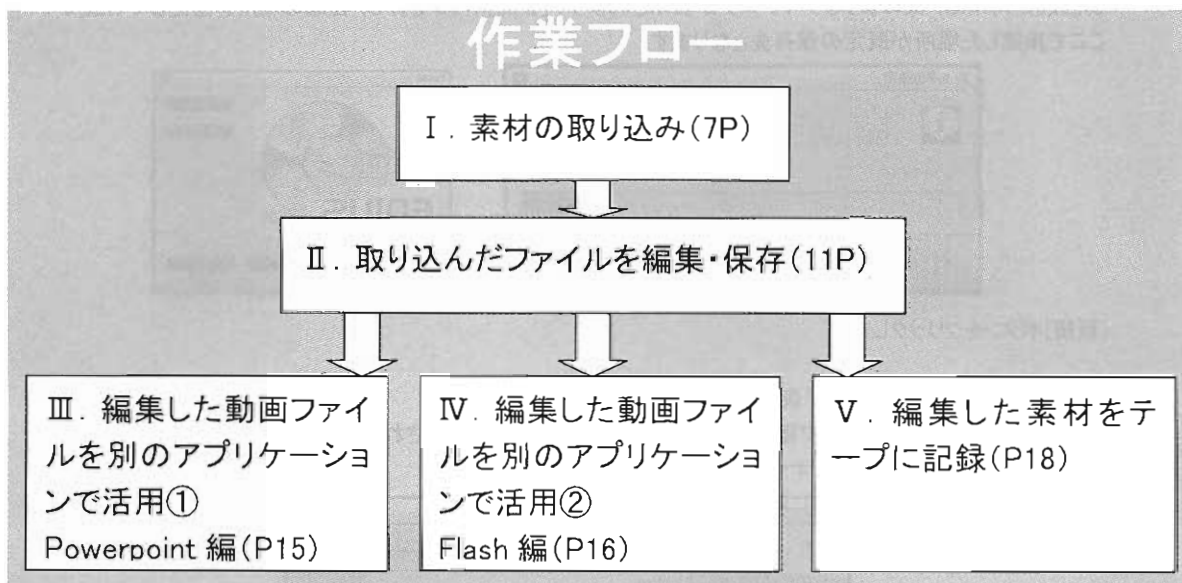 作業フロ
Ⅰ. 素材の取り込み(7P)
Ⅱ. 取り込んだファイルを編集・保存(11P)
Ⅲ. 編集した動画ファイ
ルを別のアプリケーショ
ンで活用①
Powerpoint 編(P15)
Ⅳ. 編集した動画ファイ
ルを別のアプリケーショ
ンで活用②
Flash 編(P16)
Ⅴ. 編集した素材をテ
ープに記録(P18)